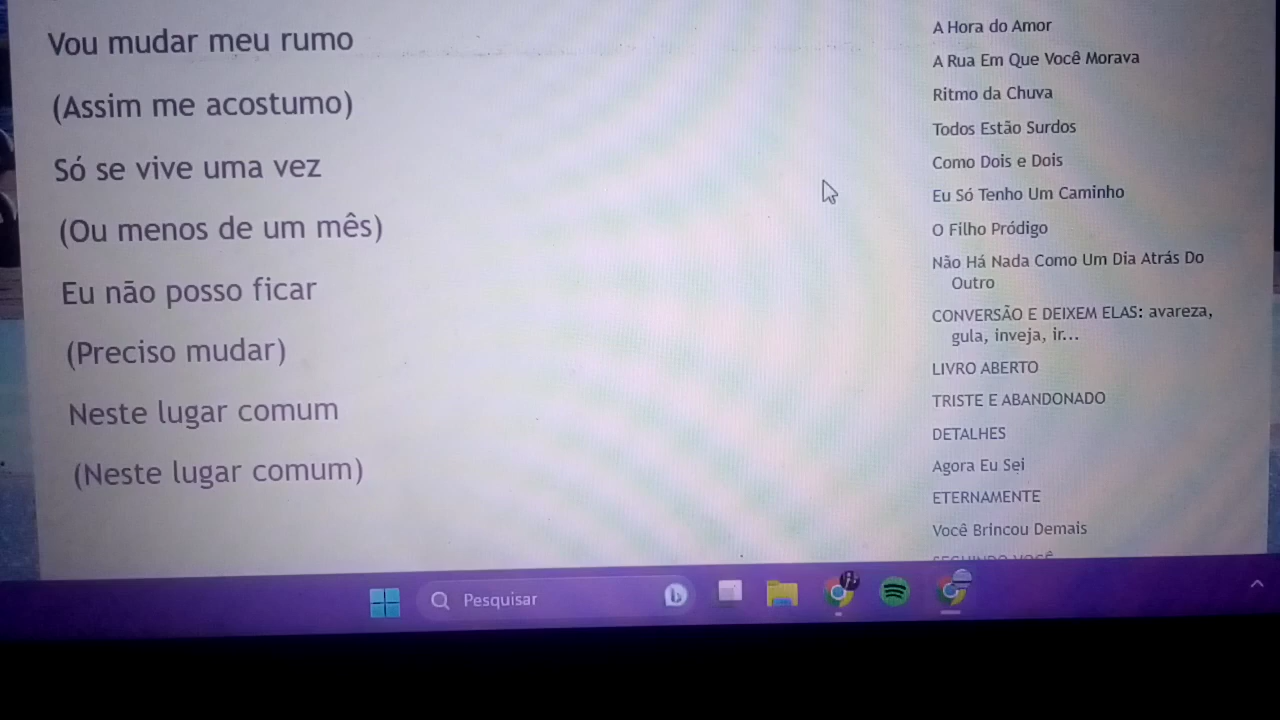 Vou mudar meu rumo
(Assim me acostumo)
Só se vive uma vez
(Ou menos de um mês)
Eu não posso ficar
(Preciso mudar)
Neste lugar comum
(Neste lugar comum)
A Hora do Amor
A Rua Em Que Você Morava
Ritmo da Chuva
Todos Estão Surdos
Como Dois e Dois
Eu Só Tenho Um Caminho
O Filho Pródigo
Não Há Nada Como Um Dia Atrás Do
Outro
CONVERSÃO E DEIXEM ELAS: avareza,
gula, inveja, ir...
LIVRO ABERTO
TRISTE E ABANDONADO
DETALHES
Agora Eu Sei
ETERNAMENTE
Você Brincou Demais
Pesquisar